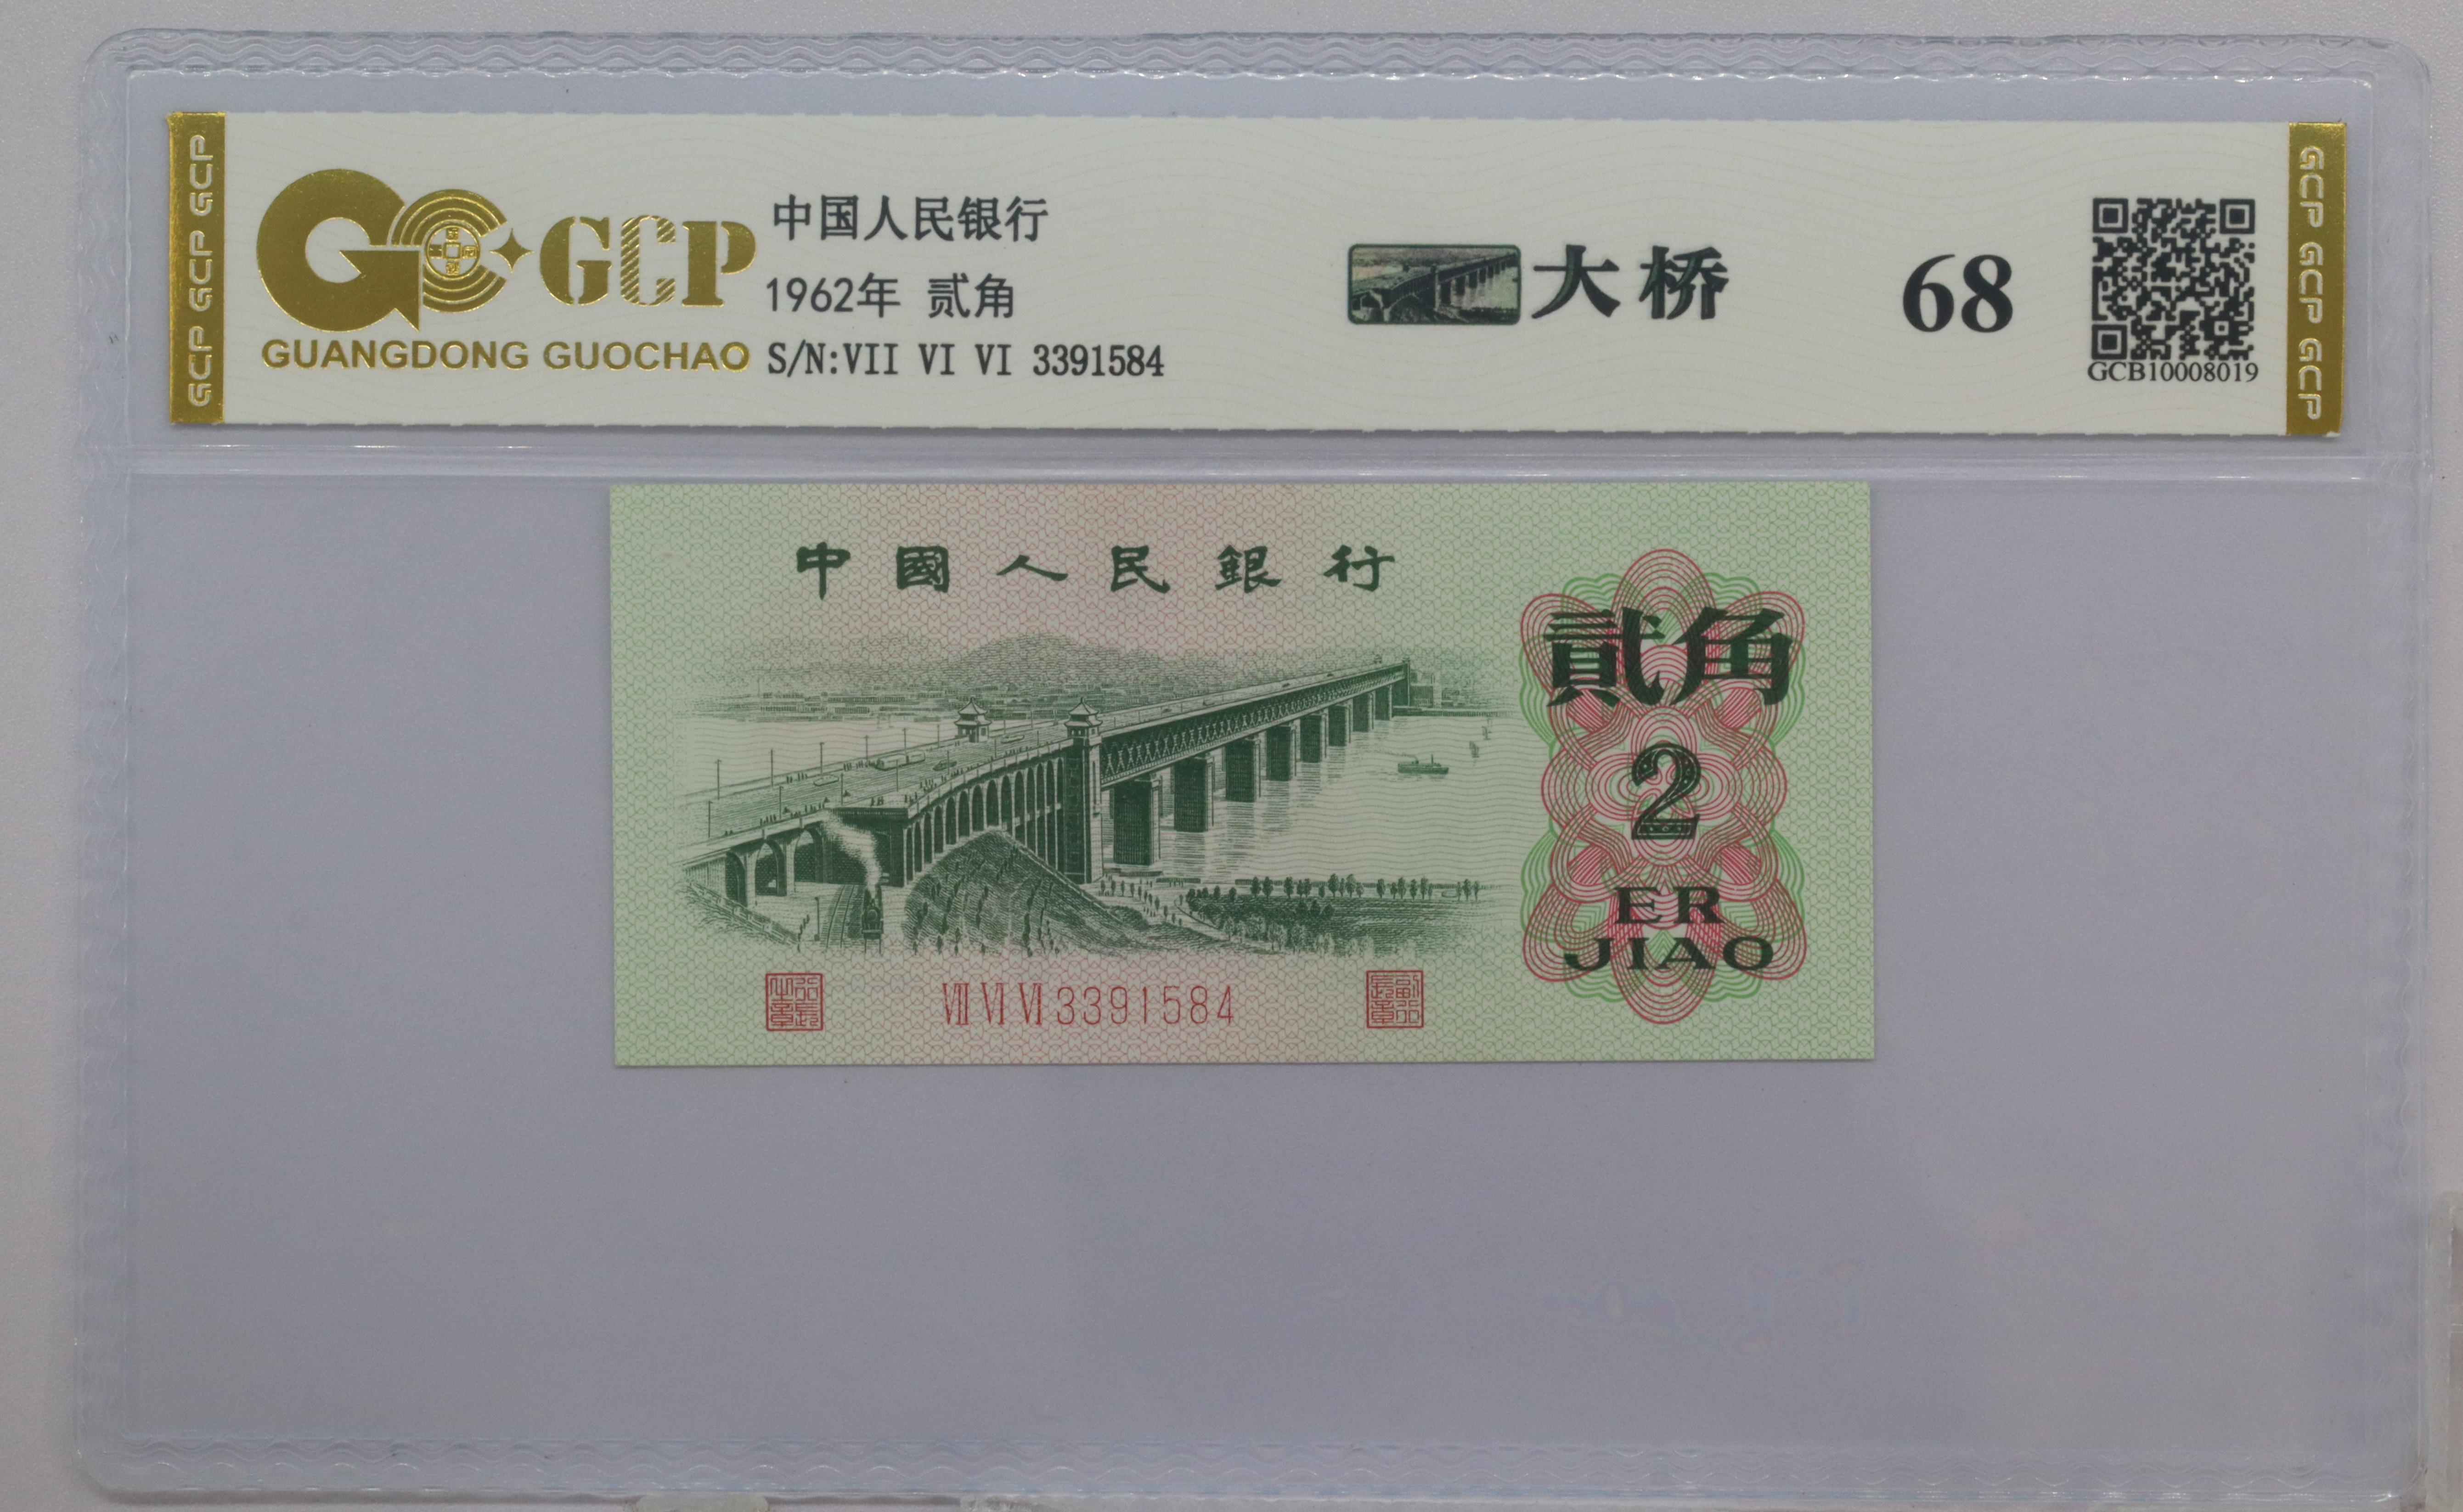 GCP GCP GCP
GCP
GUANGDONG GUOCHAO
中国人民银行
1962年 贰角
S/N:VII VI VI 3391584
大桥
68
GCB10008019
GCP GCP GCP
中國人民銀行
貳角
2
ER
JIAO
VII VI VI 3391584